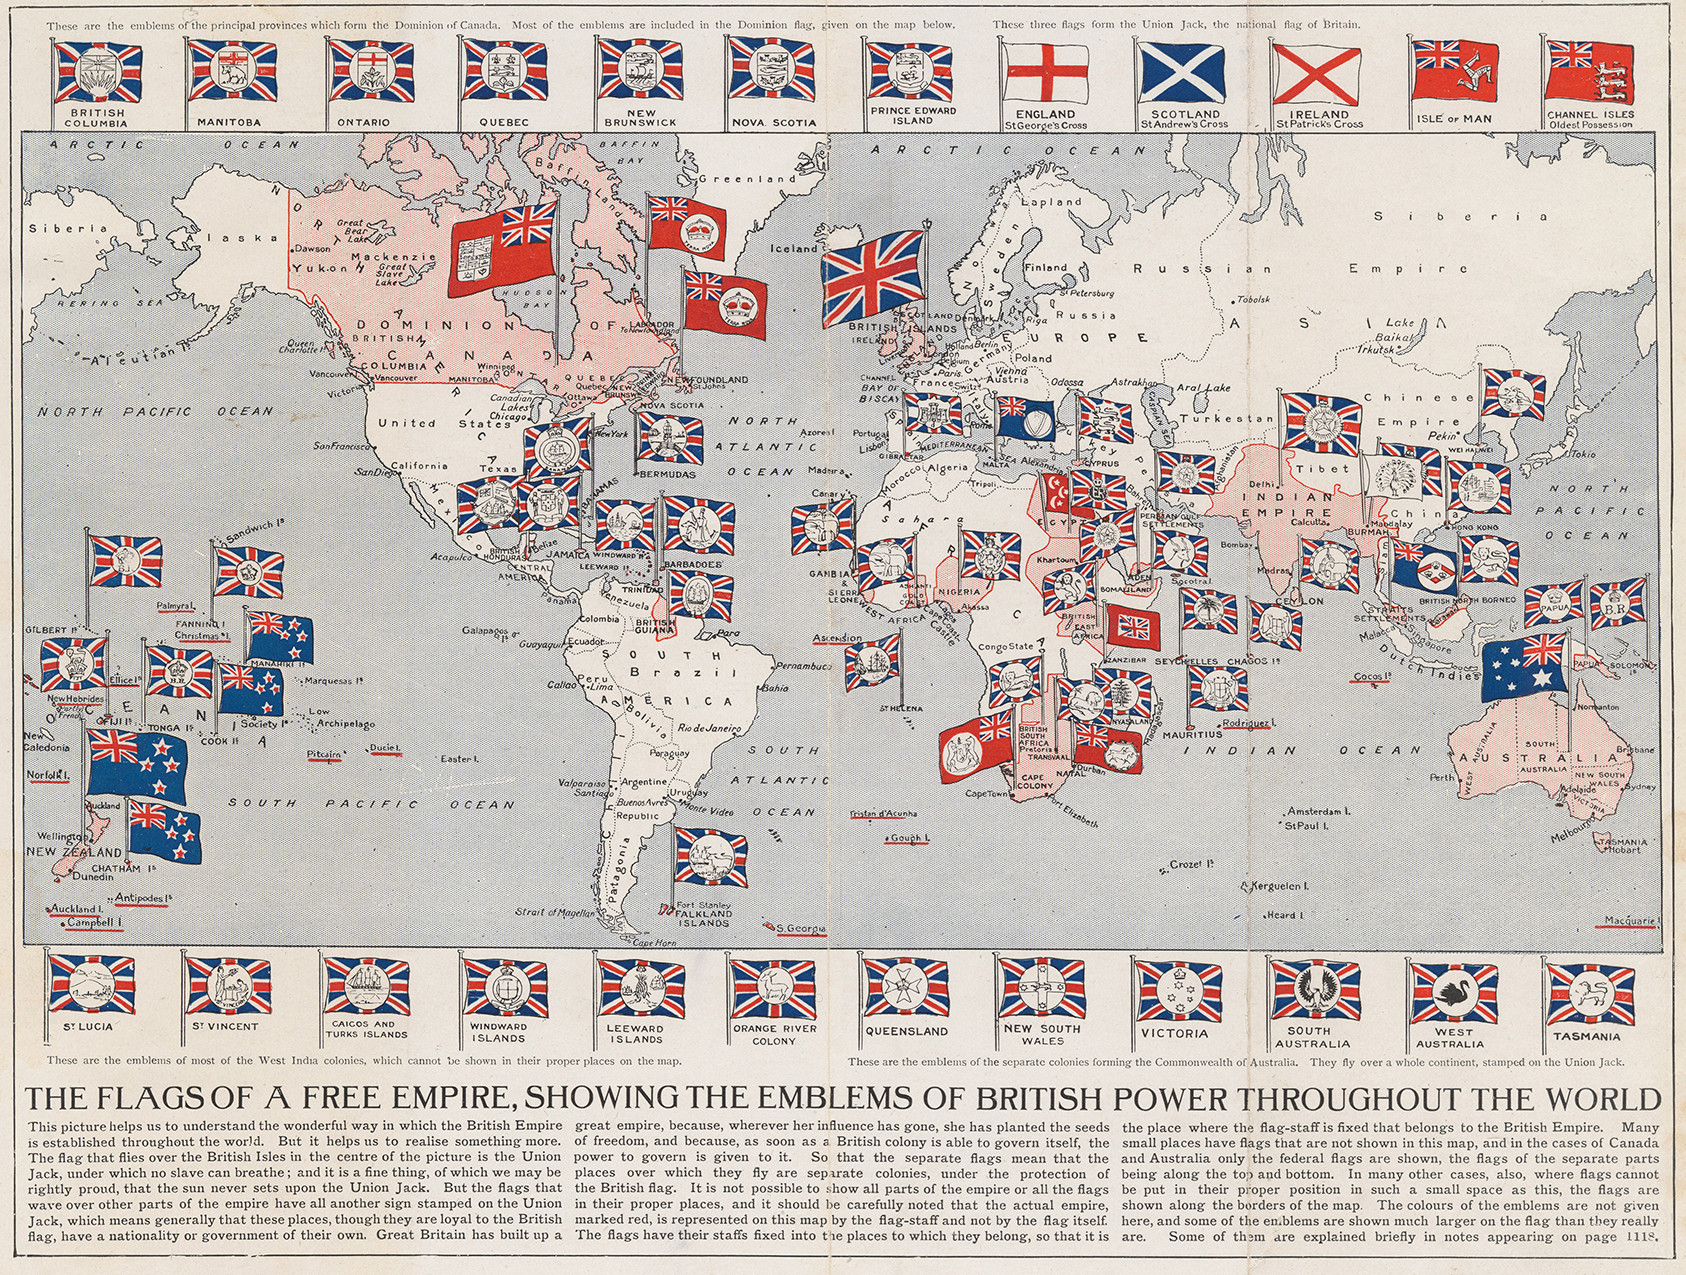 These are the emblems of the principal provinces which form the Dominion of Canada. Most of the emblems are included in the Dominion flag, given on the map below.
These three flags form the Union Jack, the national flag of Britain.
BRITISH COLUMBIA
MANITOBA
ONTARIO
QUEBEC
NEW BRUNSWICK
NOVA SCOTIA
PRINCE EDWARD ISLAND
ENGLAND
St George's Cross
SCOTLAND
St Andrew's Cross
IRELAND
St Patrick's Cross
ISLE OF MAN
CHANNEL ISLES
Oldest Possession
ARCTIC OCEAN
BAFFIN BAY
ARCTIC OCEAN
Baffin Land
Greenland
Siberia
Alaska
NORTH AMERICA
Great Bear Lake
Dawson
Yukon
Mackenzie
Great Slave Lake
HUDSON BAY
TERRA NOVA
TERRA NOVA
Iceland
Lapland
Siberia
Norway
Sweden
Finland
Russian Empire
BERING SEA
Aleutian Is
DOMINION OF CANADA
LABRADOR
To Newfoundland
BRITISH COLUMBIA
Queen Charlotte I.
Vancouver
Vancouver
Victoria
Winnipeg
MANITOBA
ONTARIO
QUEBEC
Quebec
Ottawa
NEW BRUNSWK
NEWFOUNDLAND
St Johns
NOVA SCOTIA
Canadian Lakes
Chicago
New York
SCOTLAND
BRITISH ISLANDS
IRELAND
ENGLAND
Liverpool
London
Denmark
Holland
Belgium
Berlin
Germany
St Petersburg
Riga
Russia
Tobolsk
ASIA
EUROPE
Poland
Lake Baikal
Irkutsk
CHANNEL
BAY OF BISCAY
Paris
France
Switz
Vienna
Austria
Odessa
Astrakhan
Aral Lake
CASPIAN SEA
Turkestan
Chinese Empire
Pekin
WEI HAI WEI
Tokio
NORTH PACIFIC OCEAN
United States
San Francisco
San Diego
California
Texas
Mexico
Acapulco
NORTH ATLANTIC OCEAN
BERMUDAS
BAHAMAS
Azores I
Madeira
Canary Is
Portugal
Lisbon
Spain
GIBRALTAR
Italy
Rome
MEDITERRANEAN SEA
MALTA
Alexandria
CYPRUS
Turkey
Persia
Afghanistan
Morocco
Algeria
Tripoli
Sahara
EGYPT
AFRICA
Khartoum
PERSIAN GULF SETTLEMENTS
Delhi
INDIAN EMPIRE
Calcutta
Bombay
Madras
CEYLON
Tibet
China
BURMAH
Mandalay
Siam
HONG KONG
NORTH PACIFIC OCEAN
Sandwich Is
Palmyra I.
FANNING I
Christmas I.
GILBERT Is
MANAHIKI Is
BRITISH HONDURAS
Belize
JAMAICA
CENTRAL AMERICA
Panama
LEEWARD Is
WINDWARD Is
BARBADOES
TRINIDAD
Venezuela
Colombia
BRITISH GUIANA
Para
Galapagos Is
Guayaquil
Ecuador
GAMBIA & SIERRA LEONE
WEST AFRICA
ASHANTI
GOLD COAST
Cape Coast Castle
NIGERIA
Akassa
ADEN
SOMALILAND
Socotra I.
BRITISH EAST AFRICA
ZANZIBAR
SEYCHELLES
CHAGOS Is
STRAITS SETTLEMENTS
Malacca
Singapore
BRITISH NORTH BORNEO
Sarawak
Dutch Indies
PAPUA
B.R.
PAPUA
SOLOMON Is
FIJI
H.B.
Ellice I.s
New Hebrides
Partly French
FIJI Is
OCEANIA
TONGA Is
COOK Is
Society Is
Marquesas Is
Low Archipelago
New Caledonia
Norfolk I.
Pitcairn I.
Ducie I.
Easter I.
SOUTH AMERICA
Brazil
Peru
Lima
Callao
Bolivia
Pernambuco
Bahia
Rio de Janeiro
Paraguay
Ascension
ST HELENA
Congo State
NYASALAND
Madagascar
BRITISH SOUTH AFRICA
Pretoria
TRANSVAAL
NATAL
Durban
CAPE COLONY
Cape Town
Port Elizabeth
MAURITIUS
Rodriguez I.
Cocos Is.
INDIAN OCEAN
Normanton
AUSTRALIA
WEST AUSTRALIA
SOUTH AUSTRALIA
Brisbane
NEW SOUTH WALES
Sydney
Adelaide
VICTORIA
Melbourne
Perth
TASMANIA
Hobart
SOUTH PACIFIC OCEAN
Auckland
Wellington
NEW ZEALAND
CHATHAM Is
Dunedin
Antipodes Is
Auckland I.
Campbell I.
Valparaiso
Santiago
Chili
Argentine Republic
Buenos Ayres
Uruguay
Monte Video
Patagonia
Strait of Magellan
Cape Horn
Port Stanley
FALKLAND ISLANDS
S. Georgia
SOUTH ATLANTIC OCEAN
Tristan d'Acunha
Gough I.
Amsterdam I.
St Paul I.
Crozet Is
Kerguelen I.
Heard I.
Macquarie I
ST LUCIA
ST VINCENT
CAICOS AND TURKS ISLANDS
WINDWARD ISLANDS
LEEWARD ISLANDS
ORANGE RIVER COLONY
QUEENSLAND
NEW SOUTH WALES
VICTORIA
SOUTH AUSTRALIA
WEST AUSTRALIA
TASMANIA
These are the emblems of most of the West India colonies, which cannot be shown in their proper places on the map.
These are the emblems of the separate colonies forming the Commonwealth of Australia. They fly over a whole continent, stamped on the Union Jack.
THE FLAGS OF A FREE EMPIRE, SHOWING THE EMBLEMS OF BRITISH POWER THROUGHOUT THE WORLD
This picture helps us to understand the wonderful way in which the British Empire
is established throughout the world. But it helps us to realise something more.
The flag that flies over the British Isles in the centre of the picture is the Union
Jack, under which no slave can breathe; and it is a fine thing, of which we may be
rightly proud, that the sun never sets upon the Union Jack. But the flags that
wave over other parts of the empire have all another sign stamped on the Union
Jack, which means generally that these places, though they are loyal to the British
flag, have a nationality or government of their own. Great Britain has built up a
great empire, because, wherever her influence has gone, she has planted the seeds
of freedom, and because, as soon as a British colony is able to govern itself, the
power to govern is given to it. So that the separate flags mean that the
places over which they fly are separate colonies, under the protection of
the British flag. It is not possible to show all parts of the empire or all the flags
in their proper places, and it should be carefully noted that the actual empire,
marked red, is represented on this map by the flag-staff and not by the flag itself.
The flags have their staffs fixed into the places to which they belong, so that it is
the place where the flag-staff is fixed that belongs to the British Empire. Many
small places have flags that are not shown in this map, and in the cases of Canada
and Australia only the federal flags are shown, the flags of the separate parts
being along the top and bottom. In many other cases, also, where flags cannot
be put in their proper position in such a small space as this, the flags are
shown along the borders of the map. The colours of the emblems are not given
here, and some of the emblems are shown much larger on the flag than they really
are. Some of them are explained briefly in notes appearing on page 1118.